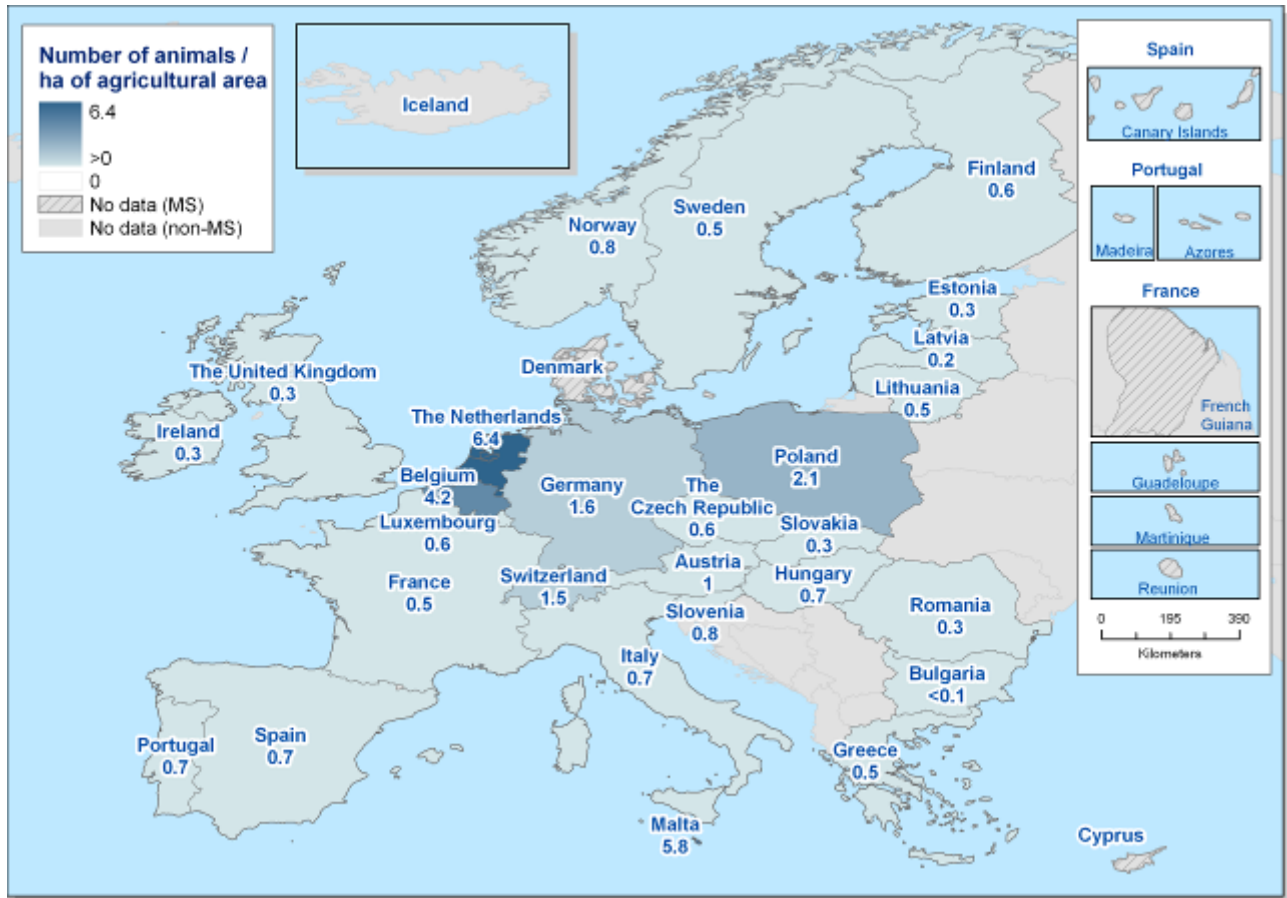 Number of animals /
ha of agricultural area
6.4
>0
0
No data (MS)
No data (non-MS)
Iceland
Spain
Canary Islands
Portugal
Madeira
Azores
France
French
Guiana
Guadeloupe
Martinique
Reunion
0 195 390
Kilometers
Finland
0.6
Sweden
0.5
Norway
0.8
Estonia
0.3
Latvia
0.2
Lithuania
0.5
Denmark
The United Kingdom
0.3
Ireland
0.3
The Netherlands
6.4
Belgium
4.2
Luxembourg
0.6
Germany
1.6
Poland
2.1
The
Czech Republic
0.6
Slovakia
0.3
Austria
1
Hungary
0.7
Switzerland
1.5
France
0.5
Slovenia
0.8
Romania
0.3
Italy
0.7
Bulgaria
<0.1
Portugal
0.7
Spain
0.7
Greece
0.5
Malta
5.8
Cyprus